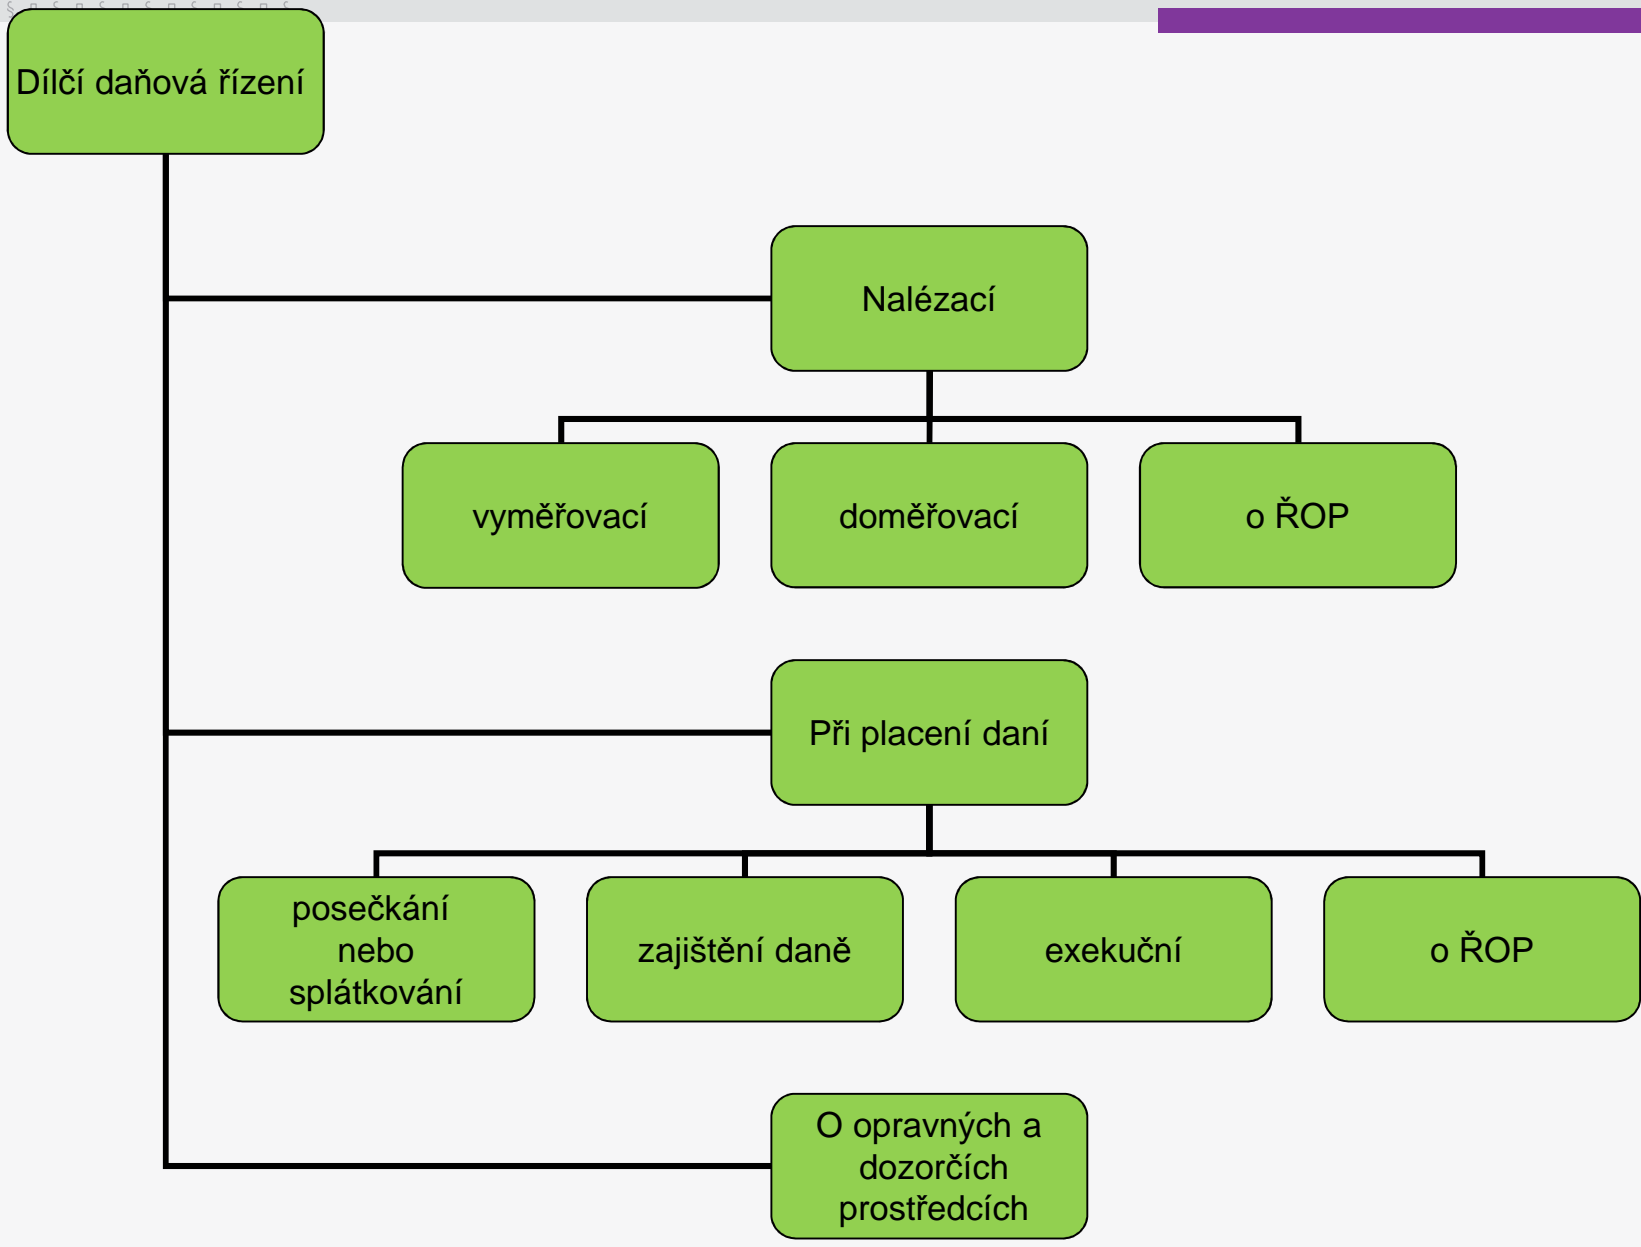 Dílčí daňová řízení
Nalézací
vyměřovací
doměřovací
o ŘOP
Při placení daní
posečkání
nebo
splátkování
zajištění daně
exekuční
o ŘOP
O opravných a
dozorčích
prostředcích